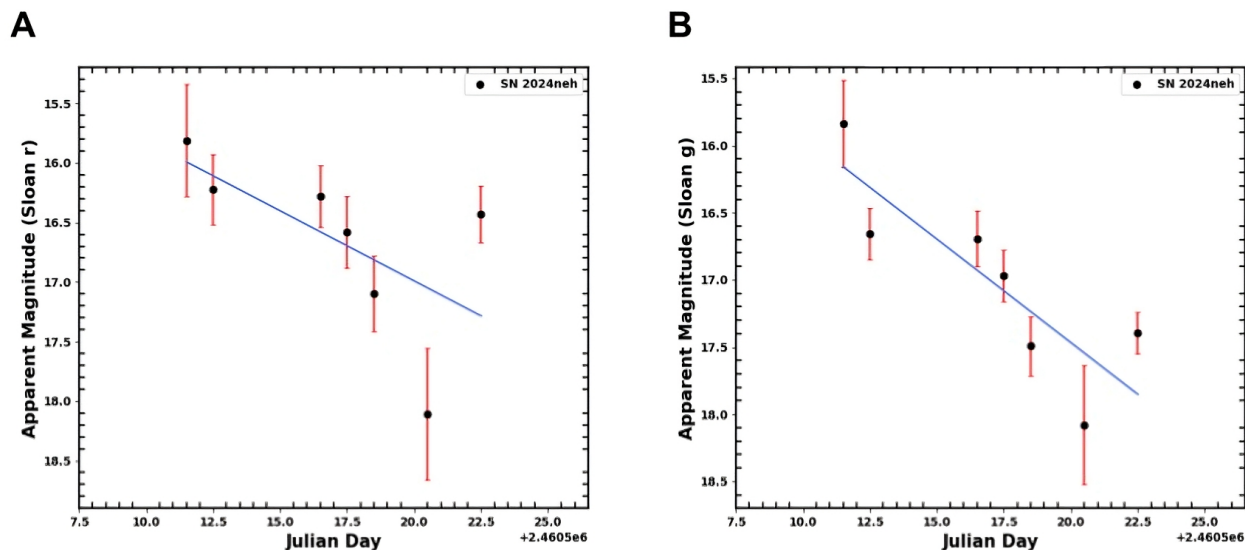 A
B
SN 2024neh
15.5
16.0
16.5
17.0
17.5
18.0
18.5
Apparent Magnitude (Sloan r)
7.5 10.0 12.5 15.0 17.5 20.0 22.5 25.0
Julian Day
+2.4605e6
SN 2024neh
15.5
16.0
16.5
17.0
17.5
18.0
18.5
Apparent Magnitude (Sloan g)
7.5 10.0 12.5 15.0 17.5 20.0 22.5 25.0
Julian Day
+2.4605e6